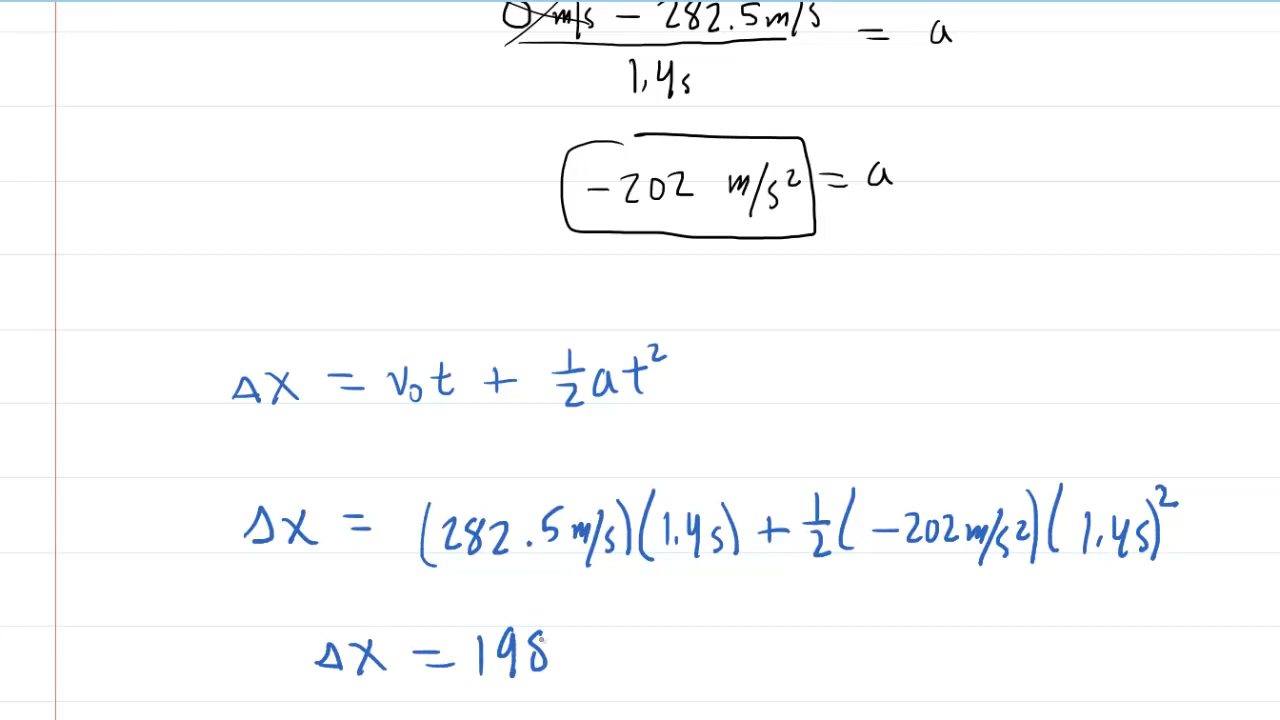 0 m/s − 282.5 m/s = a
1.4s
−202 m/s² = a
Δx = v₀t + ½at²
Δx = (282.5 m/s)(1.4s) + ½(−202 m/s²)(1.4s)²
Δx = 198